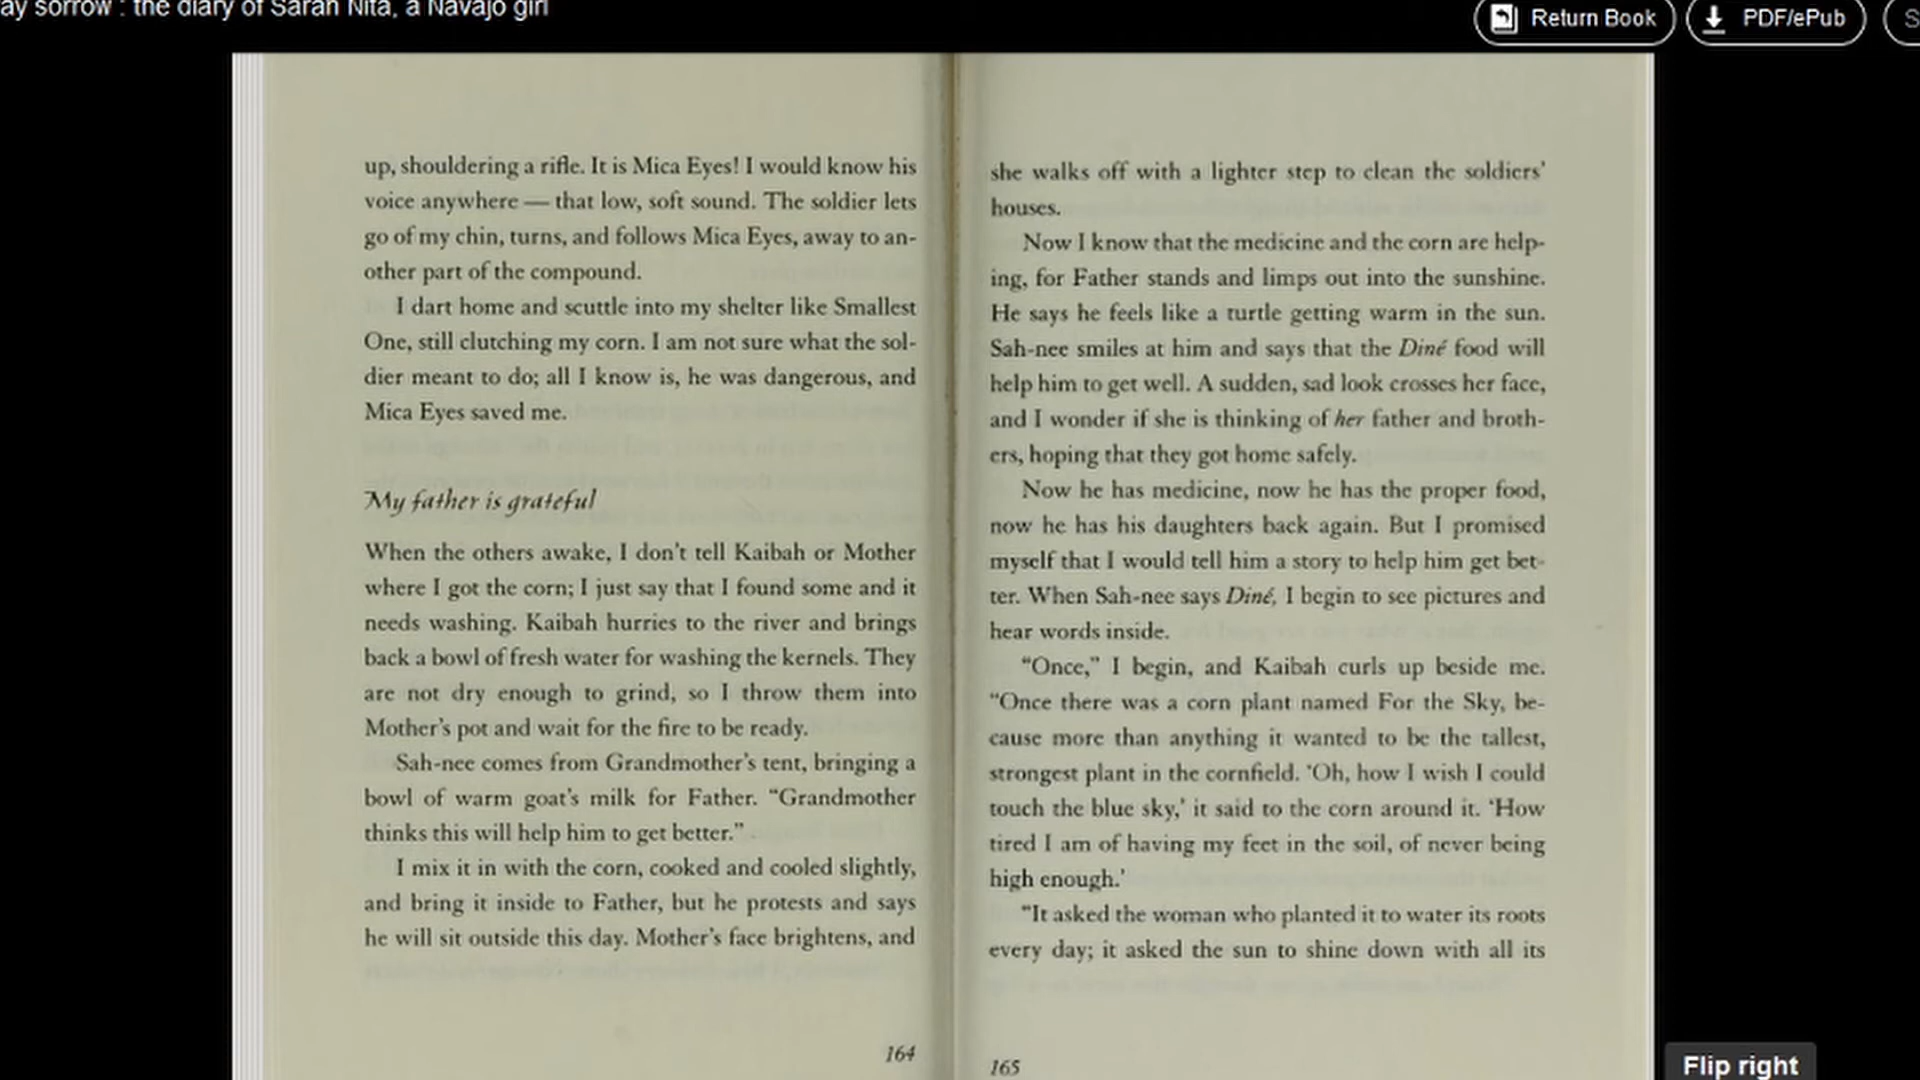 ay sorrow : the diary of Sarah Nita, a Navajo girl
Return Book
PDF/ePub
S
up, shouldering a rifle. It is Mica Eyes! I would know his
voice anywhere — that low, soft sound. The soldier lets
go of my chin, turns, and follows Mica Eyes, away to an-
other part of the compound.
I dart home and scuttle into my shelter like Smallest
One, still clutching my corn. I am not sure what the sol-
dier meant to do; all I know is, he was dangerous, and
Mica Eyes saved me.
My father is grateful
When the others awake, I don't tell Kaibah or Mother
where I got the corn; I just say that I found some and it
needs washing. Kaibah hurries to the river and brings
back a bowl of fresh water for washing the kernels. They
are not dry enough to grind, so I throw them into
Mother's pot and wait for the fire to be ready.
Sah-nee comes from Grandmother's tent, bringing a
bowl of warm goat's milk for Father. “Grandmother
thinks this will help him to get better.”
I mix it in with the corn, cooked and cooled slightly,
and bring it inside to Father, but he protests and says
he will sit outside this day. Mother's face brightens, and
164
she walks off with a lighter step to clean the soldiers'
houses.
Now I know that the medicine and the corn are help-
ing, for Father stands and limps out into the sunshine.
He says he feels like a turtle getting warm in the sun.
Sah-nee smiles at him and says that the Diné food will
help him to get well. A sudden, sad look crosses her face,
and I wonder if she is thinking of her father and broth-
ers, hoping that they got home safely.
Now he has medicine, now he has the proper food,
now he has his daughters back again. But I promised
myself that I would tell him a story to help him get bet-
ter. When Sah-nee says Diné, I begin to see pictures and
hear words inside.
“Once,” I begin, and Kaibah curls up beside me.
“Once there was a corn plant named For the Sky, be-
cause more than anything it wanted to be the tallest,
strongest plant in the cornfield. ‘Oh, how I wish I could
touch the blue sky,’ it said to the corn around it. ‘How
tired I am of having my feet in the soil, of never being
high enough.’
“It asked the woman who planted it to water its roots
every day; it asked the sun to shine down with all its
165
Flip right